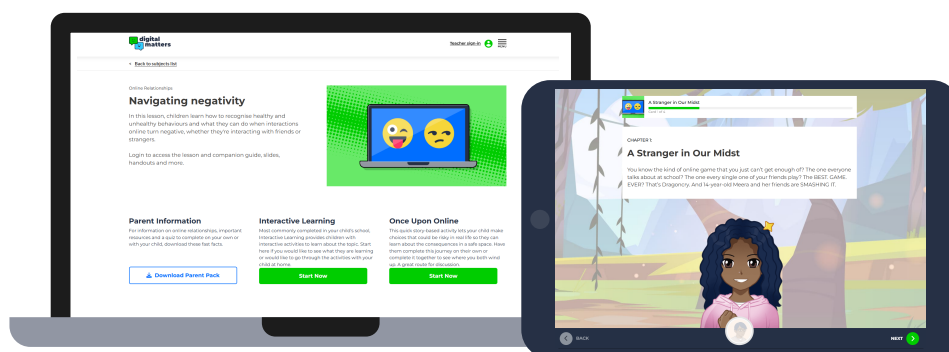 digital
matters
Teacher sign-in
MENU
< Back to subjects list
Online Relationships
Navigating negativity
In this lesson, children learn how to recognise healthy and
unhealthy behaviours and what they can do when interactions
online turn negative, whether they're interacting with friends or
strangers.
Login to access the lesson and companion guide, slides,
handouts and more.
Parent Information
For information on online relationships, important
resources and a quiz to complete on your own or
with your child, download these fast facts.
Download Parent Pack
Interactive Learning
Most commonly completed in your child's school,
Interactive Learning provides children with
interactive activities to learn about the topic. Start
here if you would like to see what they are learning
or would like to go through the activities with your
child at home.
Start Now
Once Upon Online
This quick story-based activity lets your child make
choices that could be risky in real life so they can
learn about the consequences in a safe space. Have
them complete this journey on their own or
complete it together to see where you both wind
up. A great route for discussion.
Start Now
A Stranger in Our Midst
CHAPTER 1:
A Stranger in Our Midst
You know the kind of online game that you just can't get enough of? The one everyone
talks about at school? The one every single one of your friends play? The BEST. GAME.
EVER? That's Dragoncry. And 14-year-old Meera and her friends are SMASHING IT.
BACK
NEXT